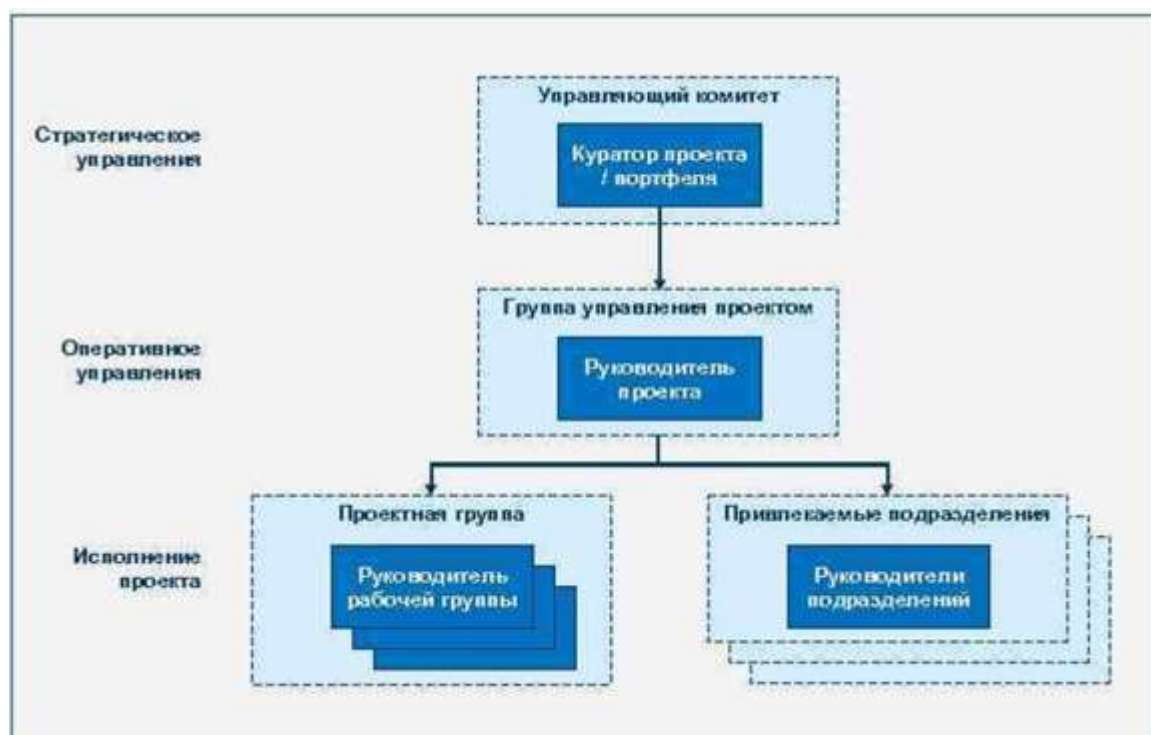 Управляющий комитет
Стратегическое
управления
Куратор проекта
/ портфеля
Группа управления проектом
Оперативное
управления
Руководитель
проекта
Проектная группа
Привлекаемые подразделения
Исполнение
проекта
Руководитель
рабочей группы
Руководители
подразделений